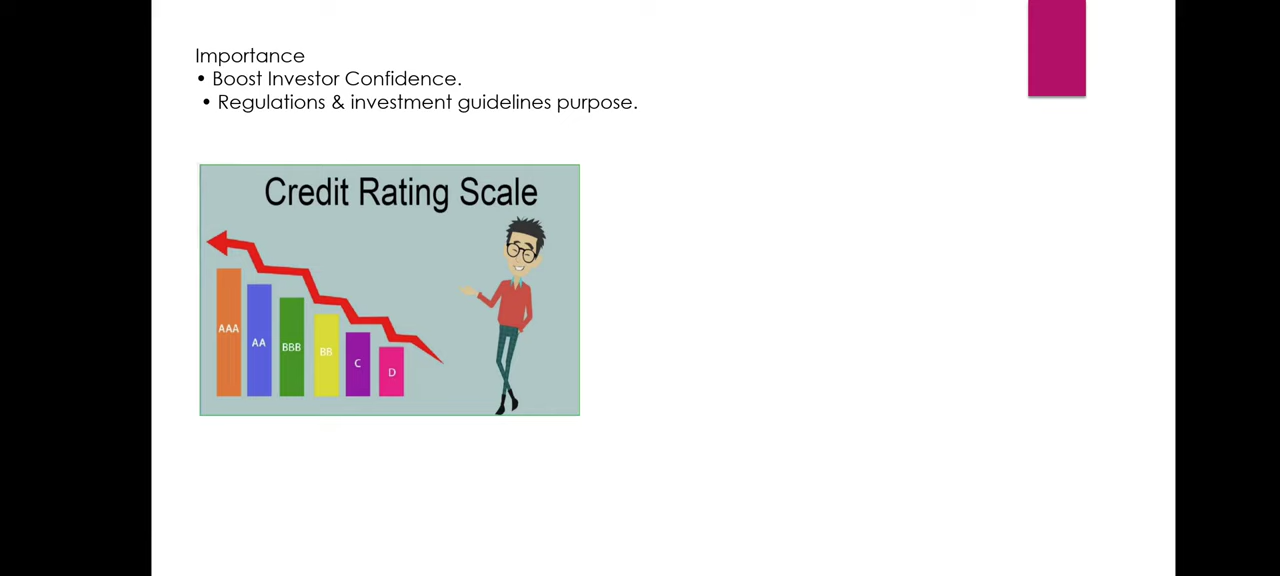 Importance
• Boost Investor Confidence.
• Regulations & investment guidelines purpose.
Credit Rating Scale
AAA
AA
BBB
BB
C
D